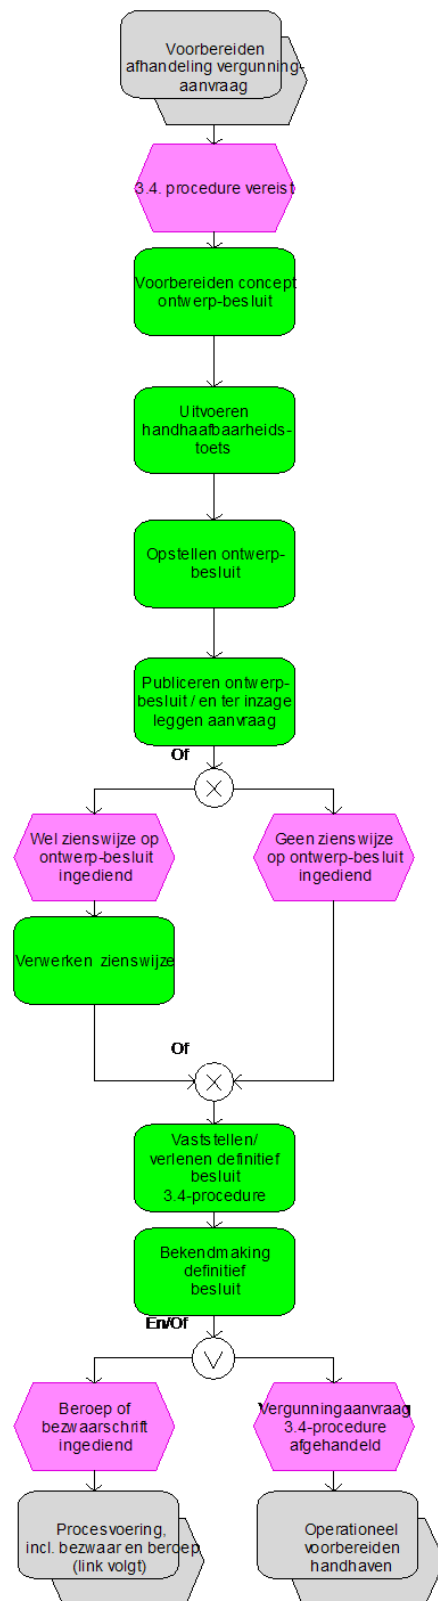 Voorbereiden
afhandeling vergunning-
aanvraag
3.4. procedure vereist
Voorbereiden concept
ontwerp-besluit
Uitvoeren
handhaafbaarheids-
toets
Opstellen ontwerp-
besluit
Publiceren ontwerp-
besluit / en ter inzage
leggen aanvraag
Of
Wel zienswijze op
ontwerp-besluit
ingediend
Geen zienswijze
op ontwerp-besluit
ingediend
Verwerken zienswijze
Of
Vaststellen/
verlenen definitief
besluit
3.4-procedure
Bekendmaking
definitief
besluit
En/Of
Beroep of
bezwaarschrift
ingediend
Vergunningaanvraag
3.4-procedure
afgehandeld
Procesvoering,
incl. bezwaar en beroep
(link volgt)
Operationeel
voorbereiden
handhaven